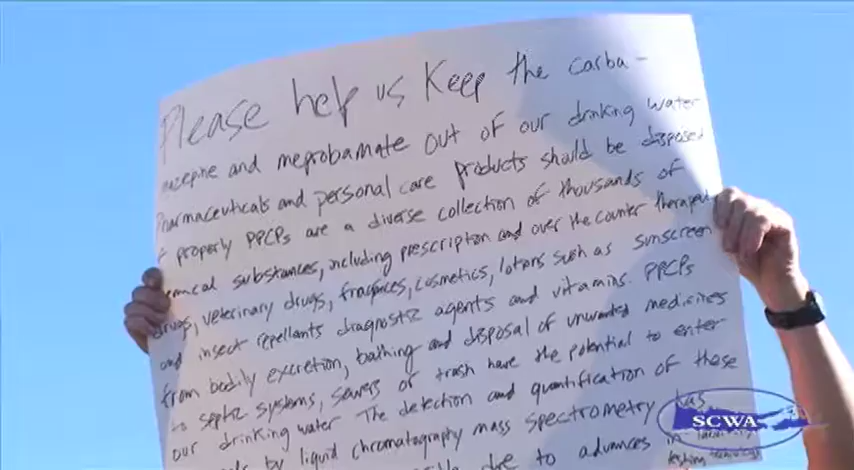 Please help us Keep the carba-
mazepine and meprobamate out of our drinking water
Pharmaceuticals and personal care products should be disposed
f properly PPCPs are a diverse collection of thousands of
emical substances, including prescription and over the counter therapeut
drugs, veterinary drugs, fragances, cosmetics, lotions such as sunscreen
and insect repellants diagnostic agents and vitamins. PPCPs
from bodily excretion, bathing and disposal of unwanted medicines
to septic systems, sewers or trash have the potential to enter
our drinking water The detection and quantification of these
by liquid chromatography mass spectrometry has
due to advances in
testing
SCWA